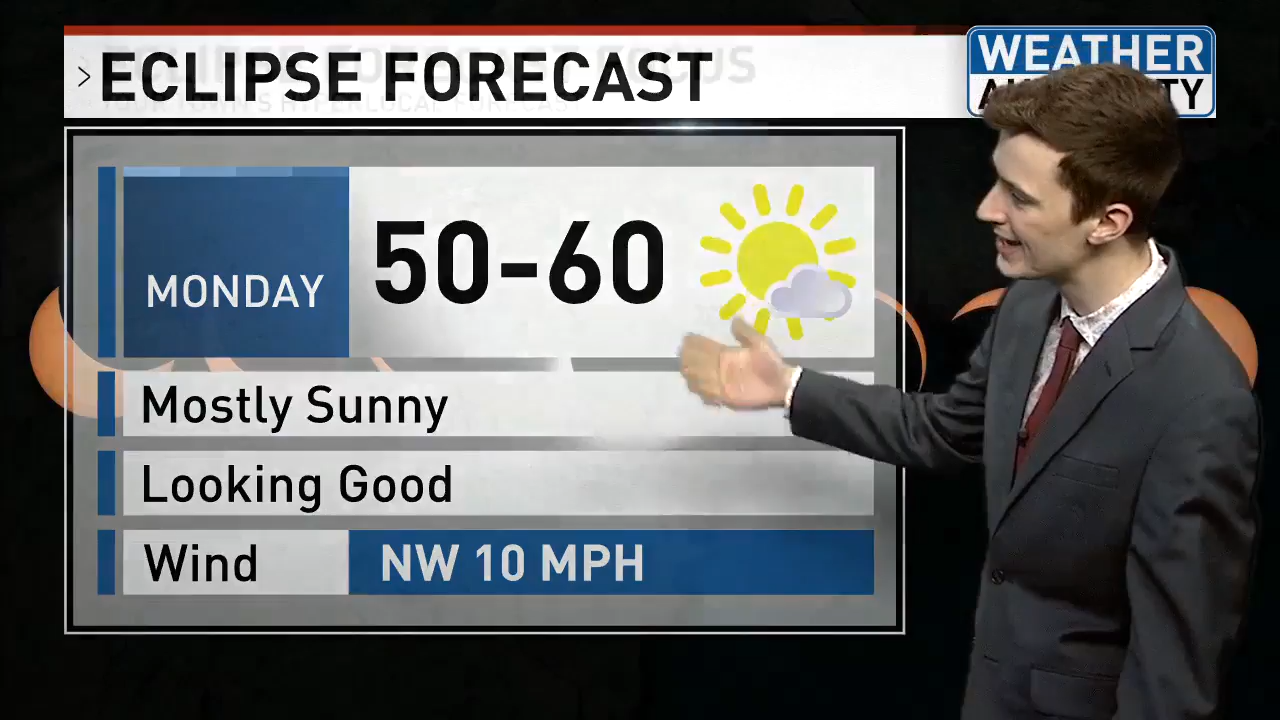 ECLIPSE FORECAST
WEATHER
MONDAY
50-60
Mostly Sunny
Looking Good
Wind
NW 10 MPH